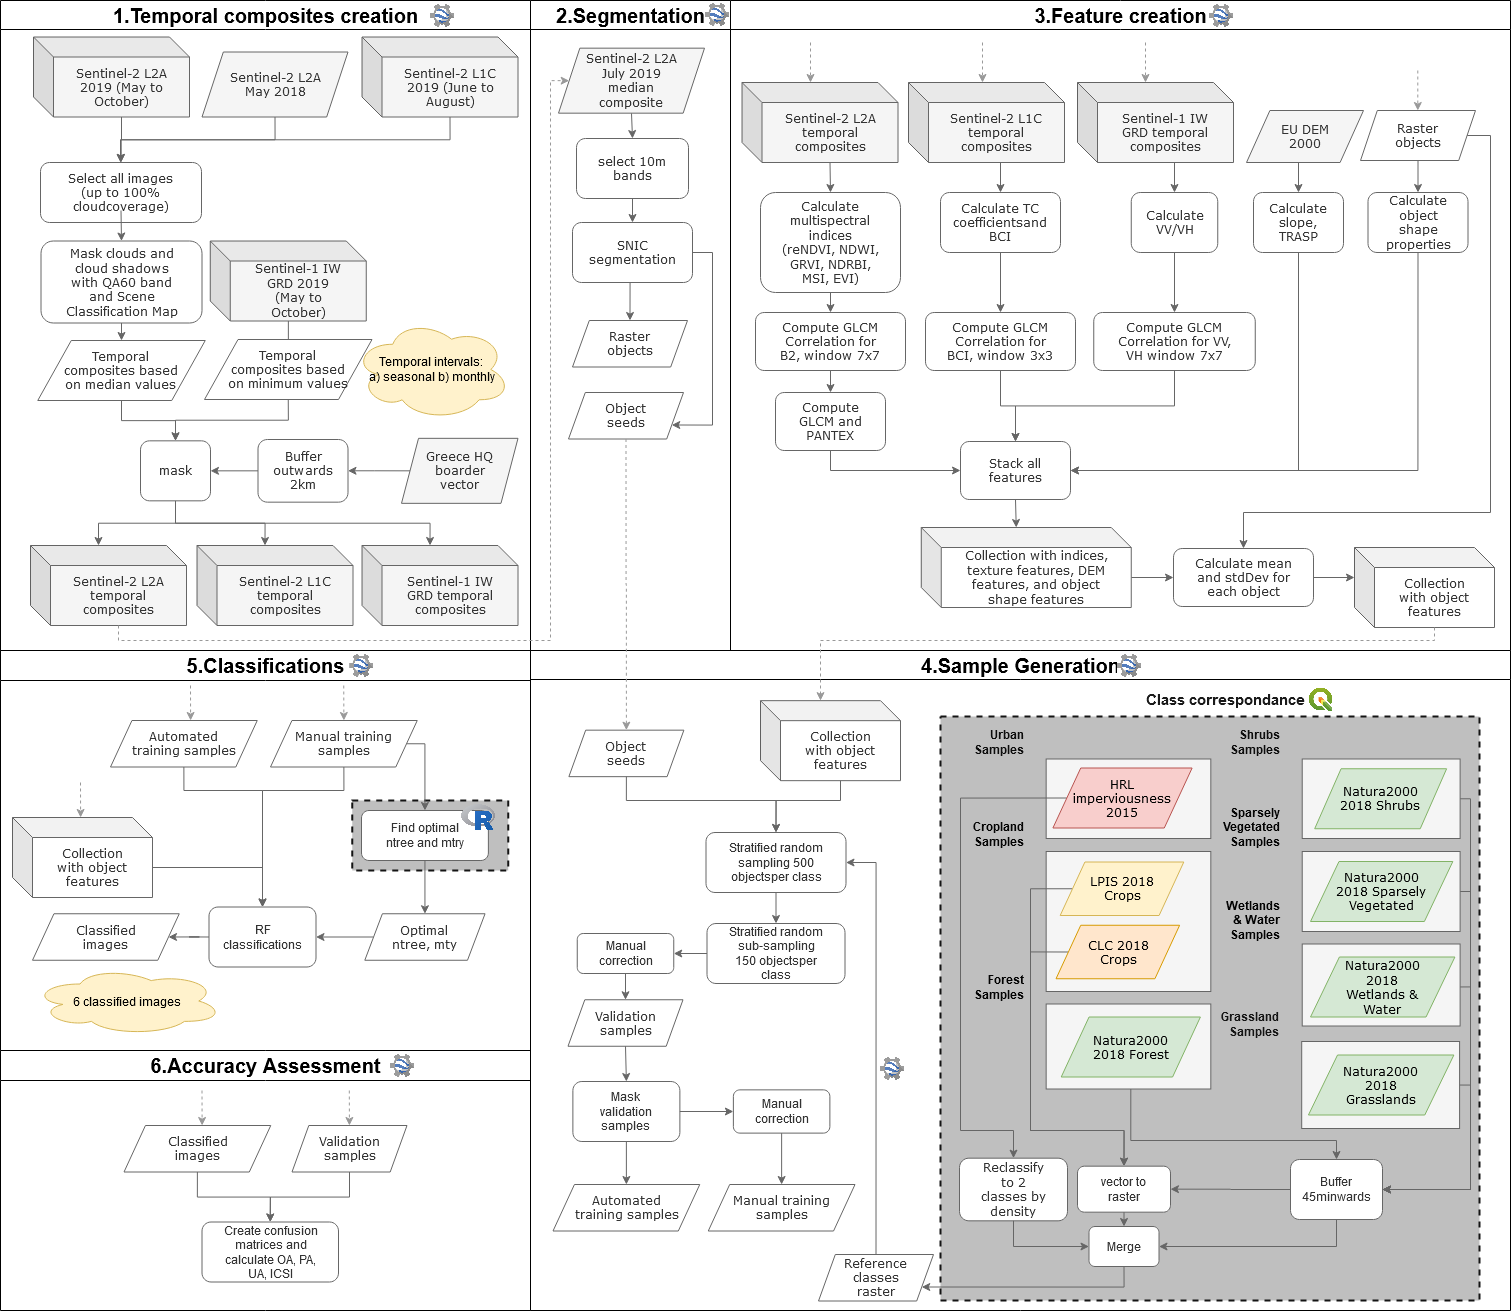 1.Temporal composites creation
Sentinel-2 L2A
2019 (May to
October)
Sentinel-2 L2A
May 2018
Sentinel-2 L1C
2019 (June to
August)
Select all images
(up to 100%
cloudcoverage)
Mask clouds and
cloud shadows
with QA60 band
and Scene
Classification Map
Sentinel-1 IW
GRD 2019
(May to
October)
Temporal
composites based
on median values
Temporal
composites based
on minimum values
Temporal intervals:
a) seasonal b) monthly
mask
Buffer
outwards
2km
Greece HQ
boarder
vector
Sentinel-2 L2A
temporal
composites
Sentinel-2 L1C
temporal
composites
Sentinel-1 IW
GRD temporal
composites
2.Segmentation
Sentinel-2 L2A
July 2019
median
composite
select 10m
bands
SNIC
segmentation
Raster
objects
Object
seeds
3.Feature creation
Sentinel-2 L2A
temporal
composites
Sentinel-2 L1C
temporal
composites
Sentinel-1 IW
GRD temporal
composites
EU DEM
2000
Raster
objects
Calculate
multispectral
indices
(reNDVI, NDWI,
GRVI, NDRBI,
MSI, EVI)
Calculate TC
coefficientsand
BCI
Calculate
VV/VH
Calculate
slope,
TRASP
Calculate
object
shape
properties
Compute GLCM
Correlation for
B2, window 7x7
Compute GLCM
Correlation for
BCI, window 3x3
Compute GLCM
Correlation for VV,
VH window 7x7
Compute
GLCM and
PANTEX
Stack all
features
Collection with indices,
texture features, DEM
features, and object
shape features
Calculate mean
and stdDev for
each object
Collection
with object
features
5.Classifications
Automated
training samples
Manual training
samples
Collection
with object
features
Find optimal
ntree and mtry
R
Classified
images
RF
classifications
Optimal
ntree, mty
6 classified images
6.Accuracy Assessment
Classified
images
Validation
samples
Create confusion
matrices and
calculate OA, PA,
UA, ICSI
4.Sample Generation
Object
seeds
Collection
with object
features
Stratified random
sampling 500
objectsper class
Stratified random
sub-sampling
150 objectsper
class
Manual
correction
Validation
samples
Mask
validation
samples
Manual
correction
Automated
training samples
Manual training
samples
Class correspondance
Urban
Samples
HRL
imperviousness
2015
Cropland
Samples
LPIS 2018
Crops
CLC 2018
Crops
Forest
Samples
Natura2000
2018 Forest
Shrubs
Samples
Natura2000
2018 Shrubs
Sparsely
Vegetated
Samples
Natura2000
2018 Sparsely
Vegetated
Wetlands
& Water
Samples
Natura2000
2018
Wetlands &
Water
Grassland
Samples
Natura2000
2018
Grasslands
Reclassify
to 2
classes by
density
vector to
raster
Buffer
45minwards
Merge
Reference
classes
raster